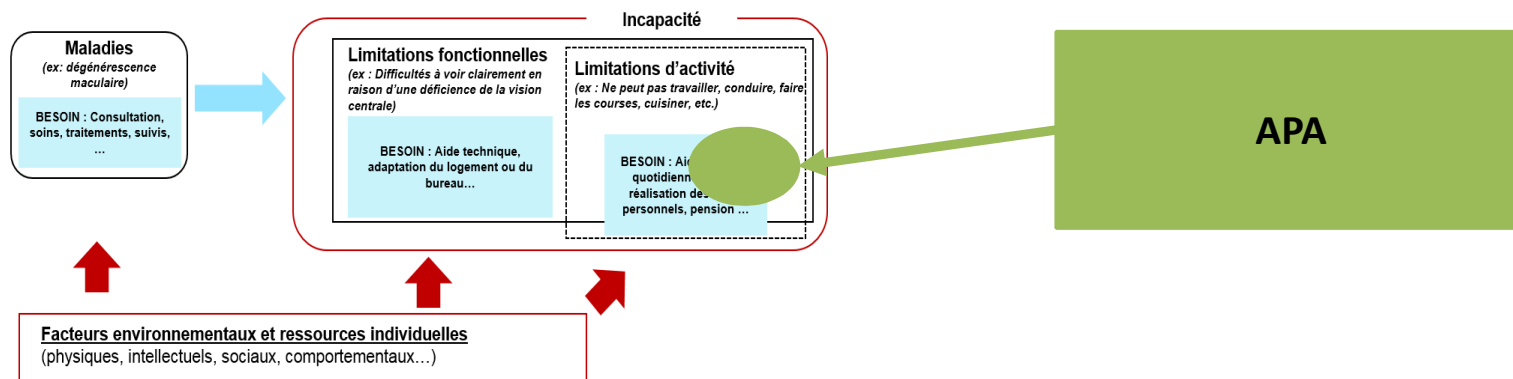 Incapacité
Maladies
(ex: dégénérescence
maculaire)
BESOIN : Consultation,
soins, traitements, suivis,
…
Limitations fonctionnelles
(ex : Difficultés à voir clairement en
raison d’une déficience de la vision
centrale)
BESOIN : Aide technique,
adaptation du logement ou du
bureau…
Limitations d’activité
(ex : Ne peut pas travailler, conduire, faire
les courses, cuisiner, etc.)
BESOIN :
quotidienn
réalisation des
personnels, pension …
APA
Facteurs environnementaux et ressources individuelles
(physiques, intellectuels, sociaux, comportementaux…)